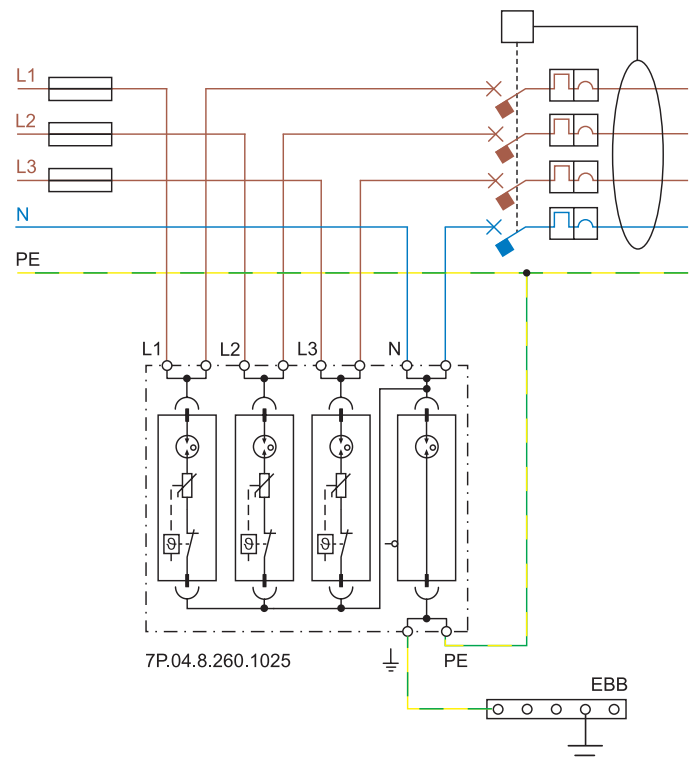 L1
L2
L3
N
PE
L1 L2 L3 N
ϑ ϑ ϑ
7P.04.8.260.1025
PE
EBB